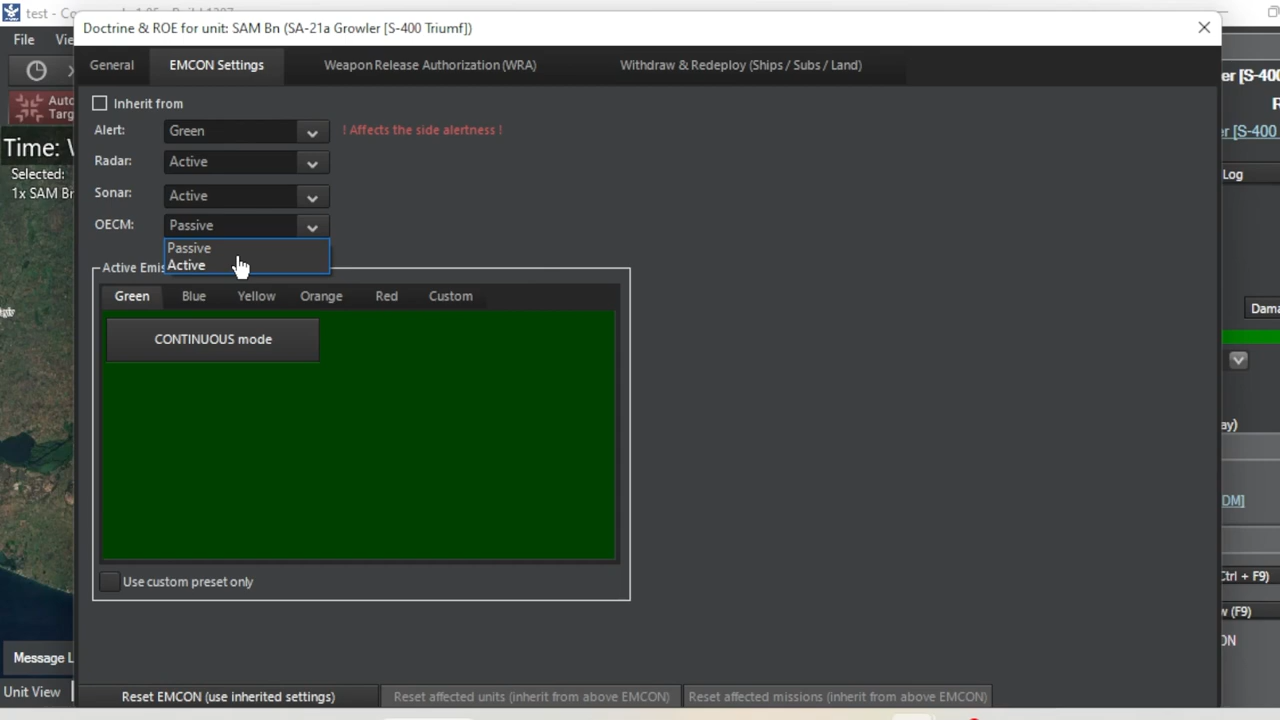 test - Co
Doctrine & ROE for unit: SAM Bn (SA-21a Growler [S-400 Triumf])
File
General
EMCON Settings
Weapon Release Authorization (WRA)
Withdraw & Redeploy (Ships / Subs / Land)
er [S-400
Auto
Targ
Inherit from
Alert:
Green
! Affects the side alertness !
er [S-400
Time:
Radar:
Active
Selected:
Log
1x SAM Bn
Sonar:
Active
OECM:
Passive
Passive
Active
Active Emis
Green
Blue
Yellow
Orange
Red
Custom
Dama
CONTINUOUS mode
ay)
DM]
Use custom preset only
Ctrl + F9)
w (F9)
ON
Message L
Unit View
Reset EMCON (use inherited settings)
Reset affected units (inherit from above EMCON)
Reset affected missions (inherit from above EMCON)